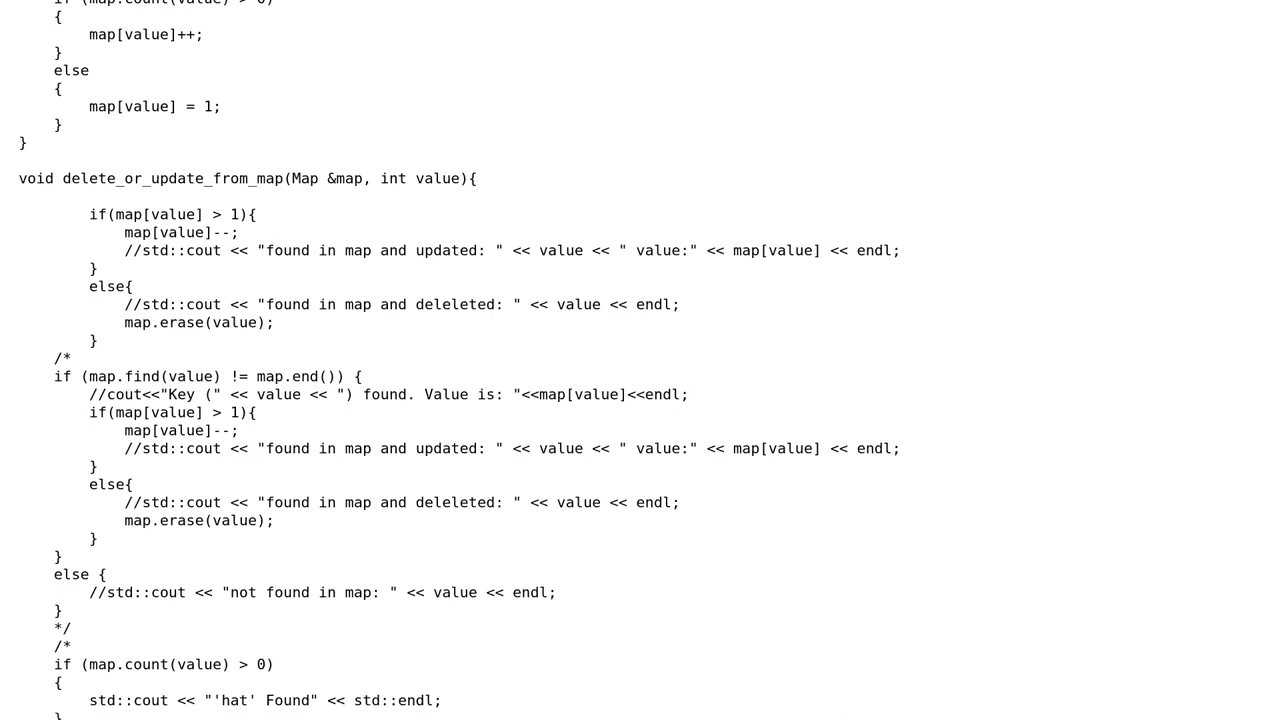 if (map.count(value) > 0)
{
map[value]++;
}
else
{
map[value] = 1;
}
}
void delete_or_update_from_map(Map &map, int value){
if(map[value] > 1){
map[value]--;
//std::cout << "found in map and updated: " << value << " value:" << map[value] << endl;
}
else{
//std::cout << "found in map and deleleted: " << value << endl;
map.erase(value);
}
/*
if (map.find(value) != map.end()) {
//cout<<"Key (" << value << ") found. Value is: "<<map[value]<<endl;
if(map[value] > 1){
map[value]--;
//std::cout << "found in map and updated: " << value << " value:" << map[value] << endl;
}
else{
//std::cout << "found in map and deleleted: " << value << endl;
map.erase(value);
}
}
else {
//std::cout << "not found in map: " << value << endl;
}
*/
/*
if (map.count(value) > 0)
{
std::cout << "'hat' Found" << std::endl;
}